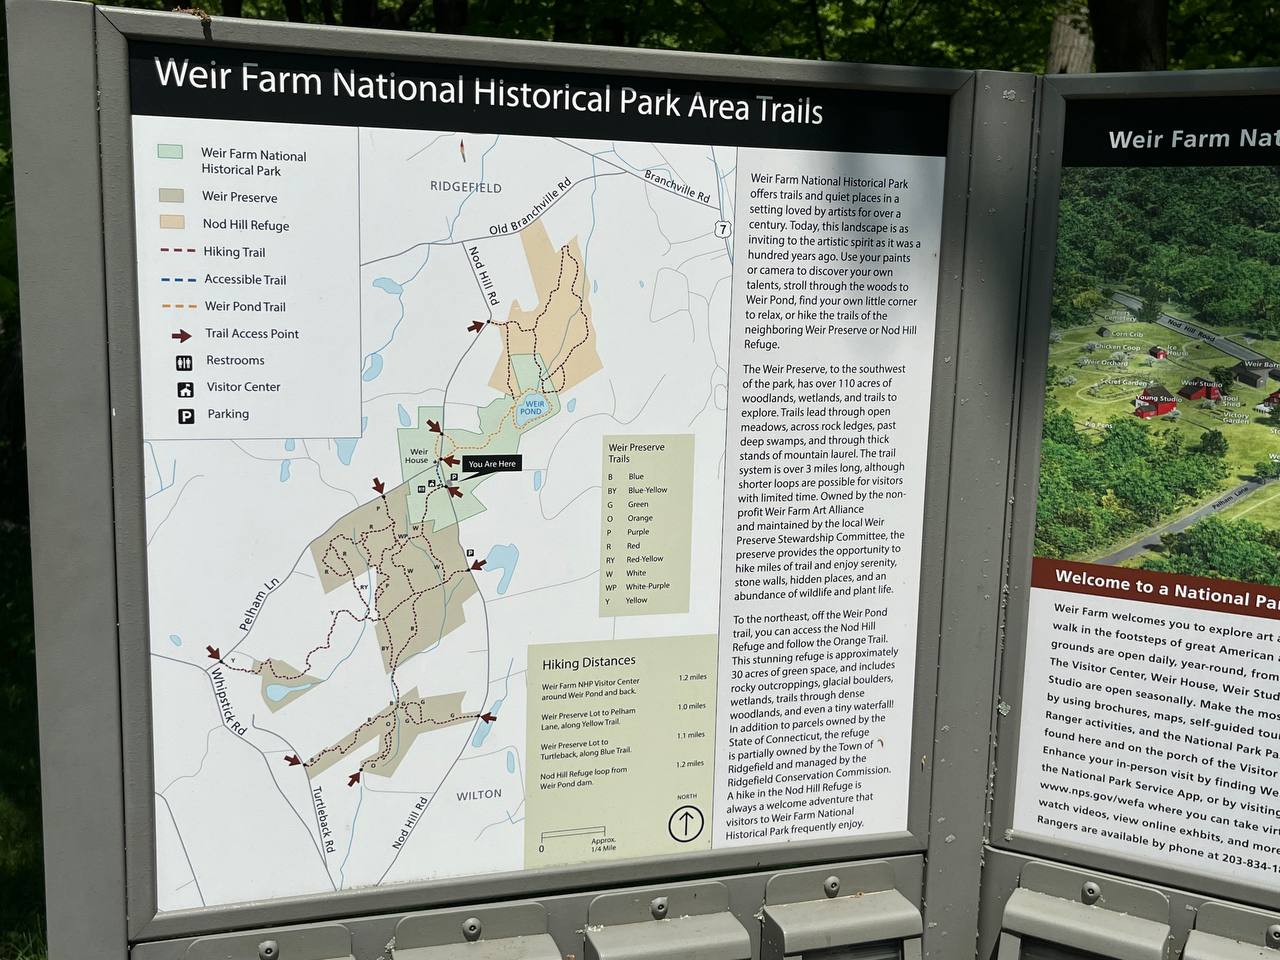 Weir Farm National Historical Park Area Trails
Weir Farm National
Historical Park
Weir Preserve
Nod Hill Refuge
Hiking Trail
Accessible Trail
Weir Pond Trail
Trail Access Point
Restrooms
Visitor Center
P Parking
RIDGEFIELD
Old Branchville Rd
Branchville Rd
7
Nod Hill Rd
WEIR
POND
Weir
House
You Are Here
P
P
Pelham Ln
Whipstick Rd
Turtleback Rd
Nod Hill Rd
WILTON
P
R
W
WP
R
R
RY
W
W
Y
Y
B
BY
B
O
G
G
O
Weir Preserve
Trails
B Blue
BY Blue-Yellow
G Green
O Orange
P Purple
R Red
RY Red-Yellow
W White
WP White-Purple
Y Yellow
Hiking Distances
Weir Farm NHP Visitor Center 1.2 miles
around Weir Pond and back.
Weir Preserve Lot to Pelham 1.0 miles
Lane, along Yellow Trail.
Weir Preserve Lot to 1.1 miles
Turtleback, along Blue Trail.
Nod Hill Refuge loop from 1.2 miles
Weir Pond dam.
NORTH
0
Approx.
1/4 Mile
Weir Farm National Historical Park
offers trails and quiet places in a
setting loved by artists for over a
century. Today, this landscape is as
inviting to the artistic spirit as it was a
hundred years ago. Use your paints
or camera to discover your own
talents, stroll through the woods to
Weir Pond, find your own little corner
to relax, or hike the trails of the
neighboring Weir Preserve or Nod Hill
Refuge.
The Weir Preserve, to the southwest
of the park, has over 110 acres of
woodlands, wetlands, and trails to
explore. Trails lead through open
meadows, across rock ledges, past
deep swamps, and through thick
stands of mountain laurel. The trail
system is over 3 miles long, although
shorter loops are possible for visitors
with limited time. Owned by the non-
profit Weir Farm Art Alliance
and maintained by the local Weir
Preserve Stewardship Committee, the
preserve provides the opportunity to
hike miles of trail and enjoy serenity,
stone walls, hidden places, and an
abundance of wildlife and plant life.
To the northeast, off the Weir Pond
trail, you can access the Nod Hill
Refuge and follow the Orange Trail.
This stunning refuge is approximately
30 acres of green space, and includes
rocky outcroppings, glacial boulders,
wetlands, trails through dense
woodlands, and even a tiny waterfall!
In addition to parcels owned by the
State of Connecticut, the refuge
is partially owned by the Town of
Ridgefield and managed by the
Ridgefield Conservation Commission.
A hike in the Nod Hill Refuge is
always a welcome adventure that
visitors to Weir Farm National
Historical Park frequently enjoy.
Weir Farm Nat
Beers
Cemetery
Nod Hill Road
Corn Crib
Chicken Coop
Ice
House
Weir Orchard
Weir Barn
Secret Garden
Weir Studio
Young Studio
Tool
Shed
Victory
Garden
Pig Pens
Pelham Lane
Welcome to a National Pa
Weir Farm welcomes you to explore art a
walk in the footsteps of great American
grounds are open daily, year-round, from
The Visitor Center, Weir House, Weir Stud
Studio are open seasonally. Make the mos
by using brochures, maps, self-guided tour
Ranger activities, and the National Park Pa
found here and on the porch of the Visitor
Enhance your in-person visit by finding We
the National Park Service App, or by visiting
www.nps.gov/wefa where you can take virt
watch videos, view online exhbits, and more
Rangers are available by phone at 203-834-18